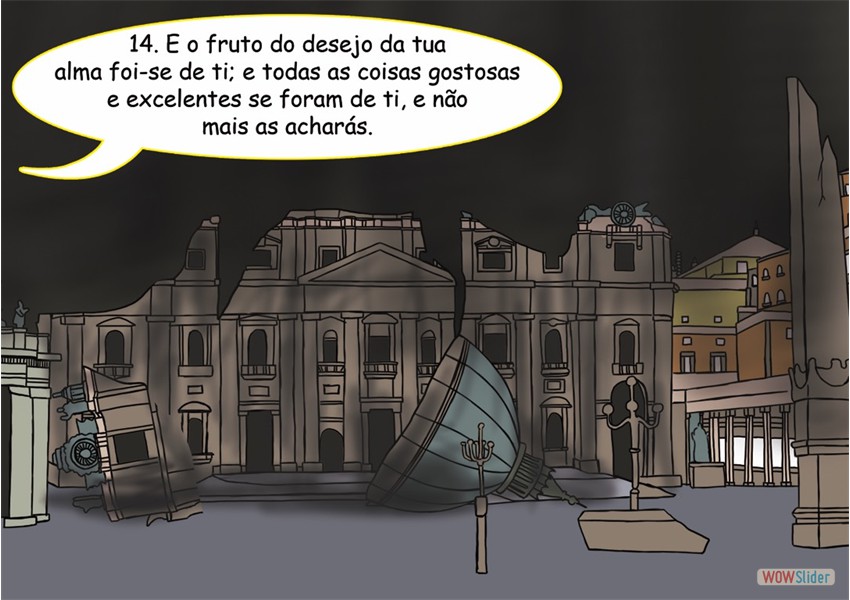 14. E o fruto do desejo da tua
alma foi-se de ti; e todas as coisas gostosas
e excelentes se foram de ti, e não
mais as acharás.
WOWSlider